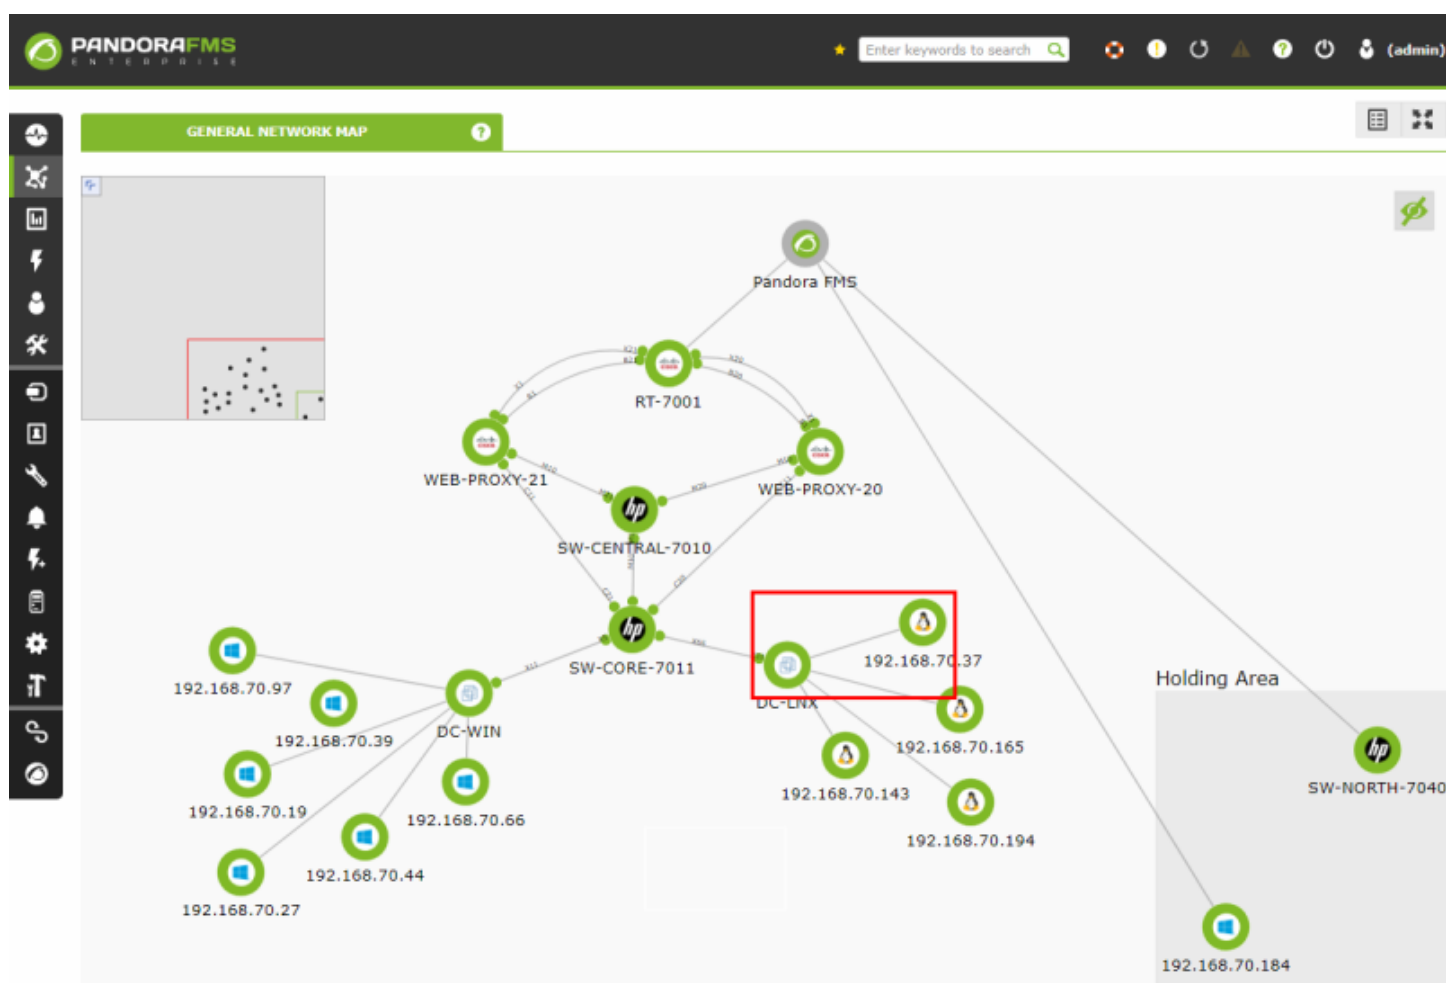 PANDORAFMS
ENTERPRISE
Enter keywords to search
(admin)
GENERAL NETWORK MAP
Pandora FMS
RT-7001
WEB-PROXY-21
WEB-PROXY-20
SW-CENTRAL-7010
SW-CORE-7011
192.168.70.37
192.168.70.97
DC-LNX
Holding Area
DC-WIN
192.168.70.39
192.168.70.165
SW-NORTH-7040
192.168.70.143
192.168.70.19
192.168.70.66
192.168.70.194
192.168.70.44
192.168.70.27
192.168.70.184